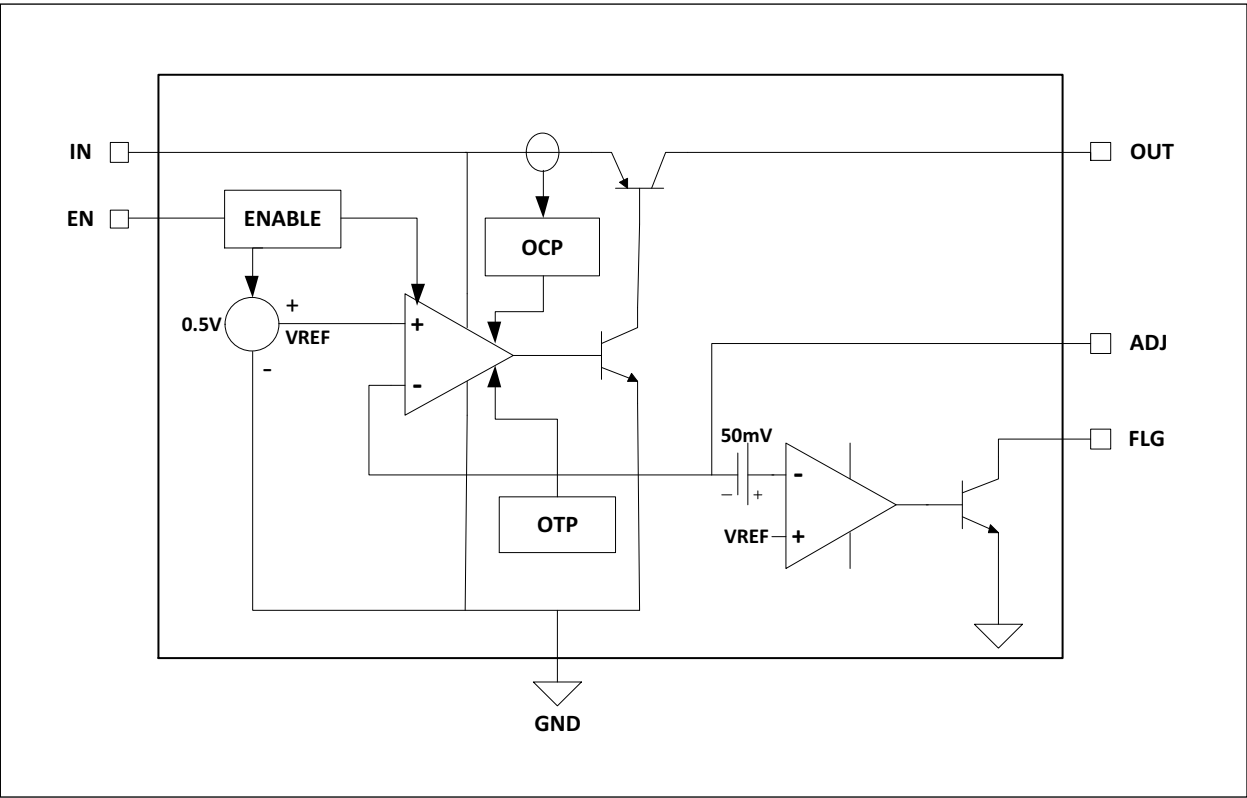 IN
OUT
EN
ENABLE
OCP
0.5V
+
VREF
-
+
-
ADJ
50mV
FLG
-
− +
OTP
VREF
+
GND